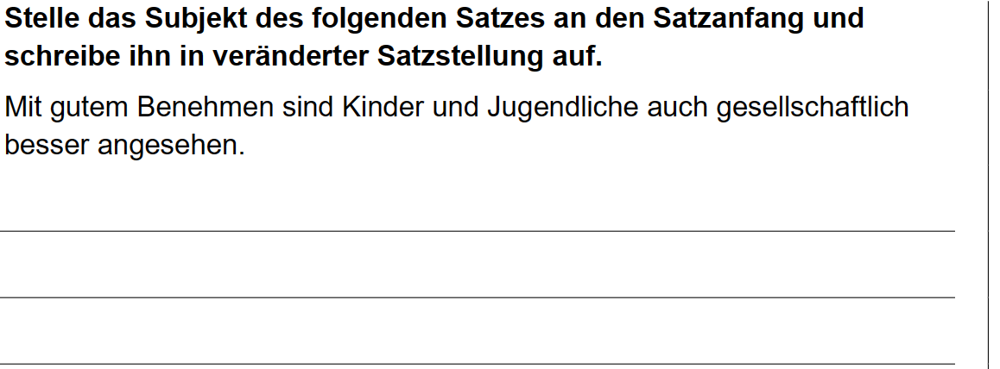 Stelle das Subjekt des folgenden Satzes an den Satzanfang und
schreibe ihn in veränderter Satzstellung auf.
Mit gutem Benehmen sind Kinder und Jugendliche auch gesellschaftlich
besser angesehen.